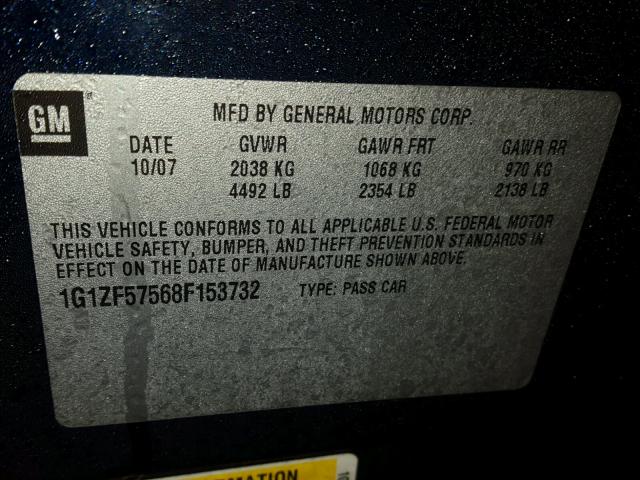 GM
MFD BY GENERAL MOTORS CORP.
DATE GVWR GAWR FRT GAWR RR
10/07 2038 KG 1068 KG 970 KG
4492 LB 2354 LB 2138 LB
THIS VEHICLE CONFORMS TO ALL APPLICABLE U.S. FEDERAL MOTOR
VEHICLE SAFETY, BUMPER, AND THEFT PREVENTION STANDARDS IN
EFFECT ON THE DATE OF MANUFACTURE SHOWN ABOVE.
1G1ZF57568F153732 TYPE: PASS CAR